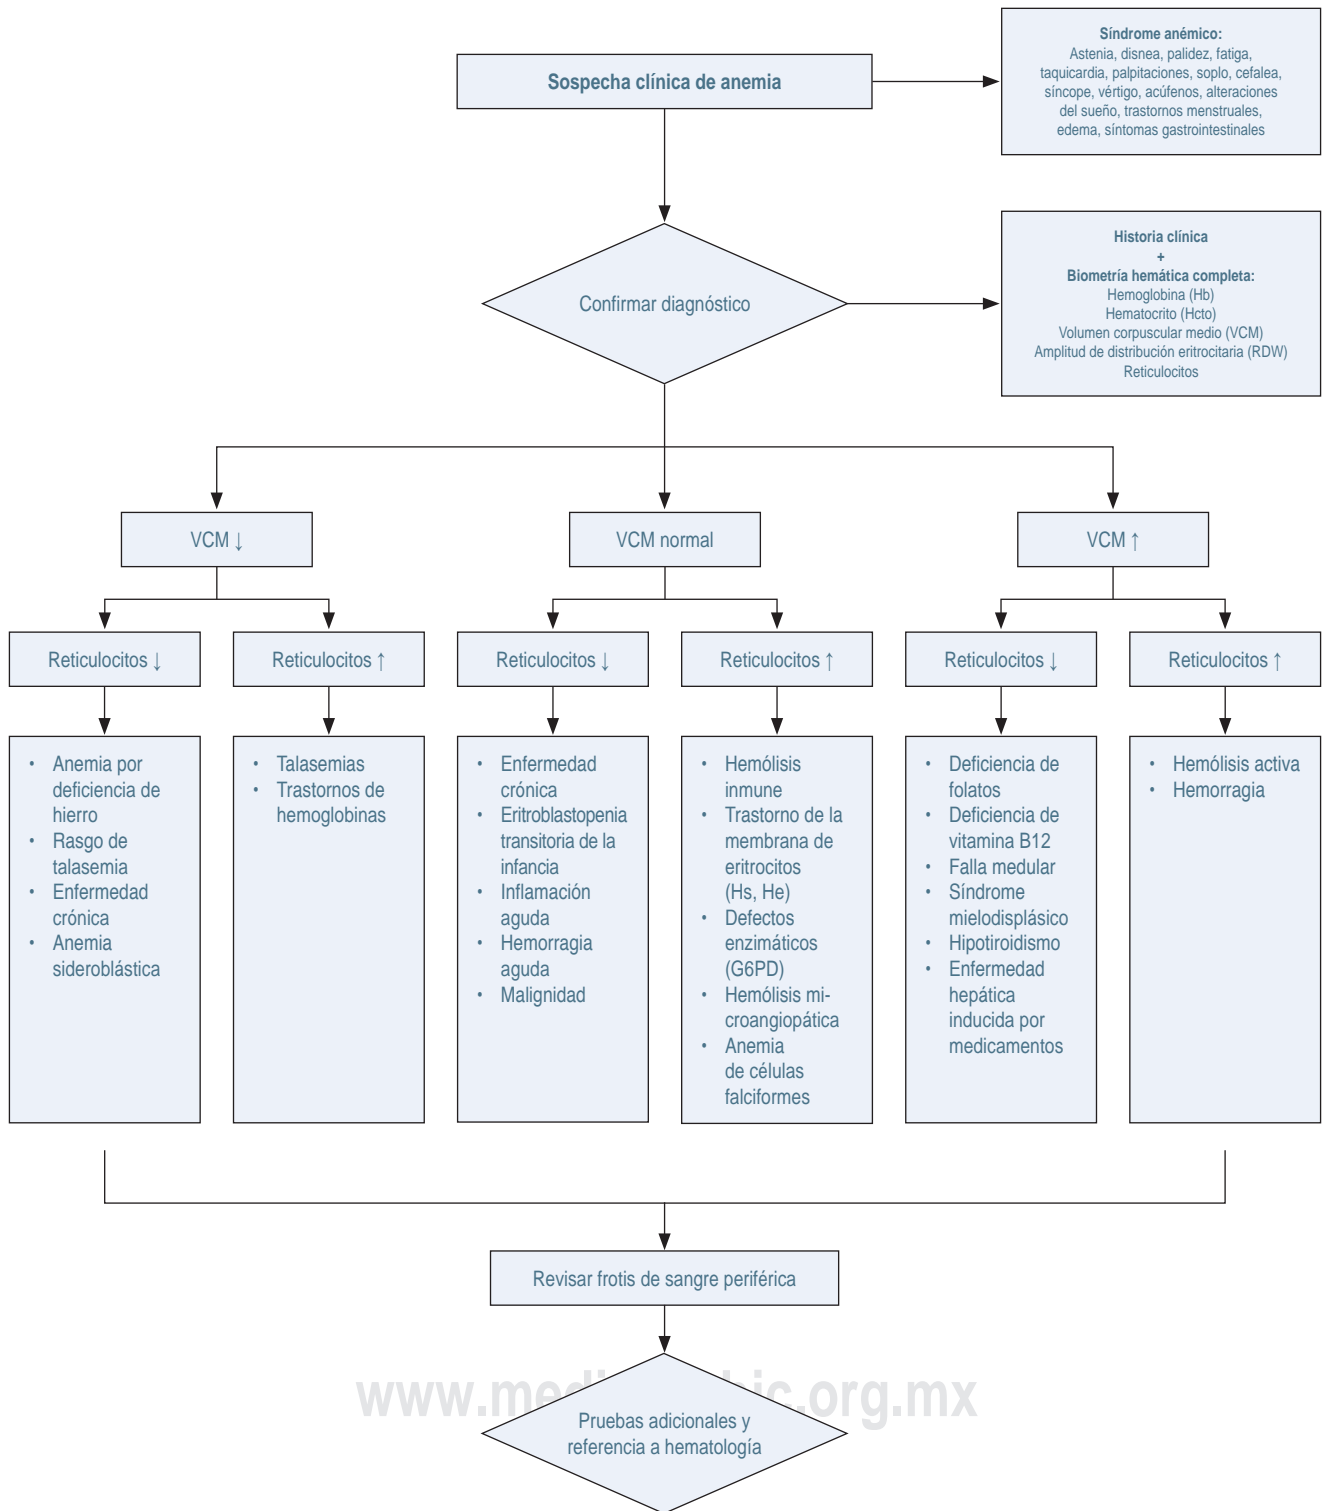 Sospecha clínica de anemia
Síndrome anémico:
Astenia, disnea, palidez, fatiga,
taquicardia, palpitaciones, soplo, cefalea,
síncope, vértigo, acúfenos, alteraciones
del sueño, trastornos menstruales,
edema, síntomas gastrointestinales
Confirmar diagnóstico
Historia clínica
+
Biometría hemática completa:
Hemoglobina (Hb)
Hematocrito (Hcto)
Volumen corpuscular medio (VCM)
Amplitud de distribución eritrocitaria (RDW)
Reticulocitos
VCM ↓
VCM normal
VCM ↑
Reticulocitos ↓
Reticulocitos ↑
Reticulocitos ↓
Reticulocitos ↑
Reticulocitos ↓
Reticulocitos ↑
• Anemia por
deficiencia de
hierro
• Rasgo de
talasemia
• Enfermedad
crónica
• Anemia
sideroblástica
• Talasemias
• Trastornos de
hemoglobinas
• Enfermedad
crónica
• Eritroblastopenia
transitoria de la
infancia
• Inflamación
aguda
• Hemorragia
aguda
• Malignidad
• Hemólisis
inmune
• Trastorno de la
membrana de
eritrocitos
(Hs, He)
• Defectos
enzimáticos
(G6PD)
• Hemólisis mi-
croangiopática
• Anemia
de células
falciformes
• Deficiencia de
folatos
• Deficiencia de
vitamina B12
• Falla medular
• Síndrome
mielodisplásico
• Hipotiroidismo
• Enfermedad
hepática
inducida por
medicamentos
• Hemólisis activa
• Hemorragia
Revisar frotis de sangre periférica
Pruebas adicionales y
referencia a hematología